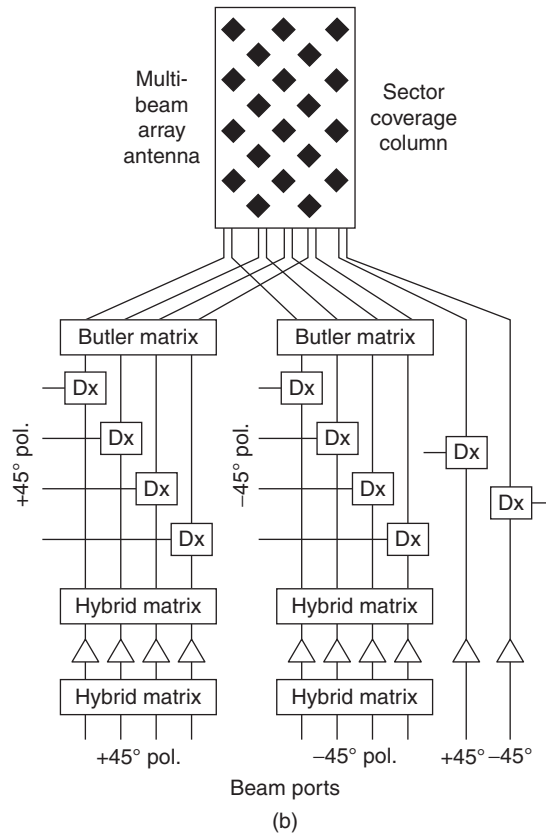 Multi-
beam
array
antenna
Sector
coverage
column
Butler matrix
Butler matrix
Dx
Dx
Dx
Dx
+45° pol.
Dx
Dx
Dx
Dx
−45° pol.
Dx
Dx
Hybrid matrix
Hybrid matrix
Hybrid matrix
Hybrid matrix
+45° pol.
−45° pol.
+45° −45°
Beam ports
(b)